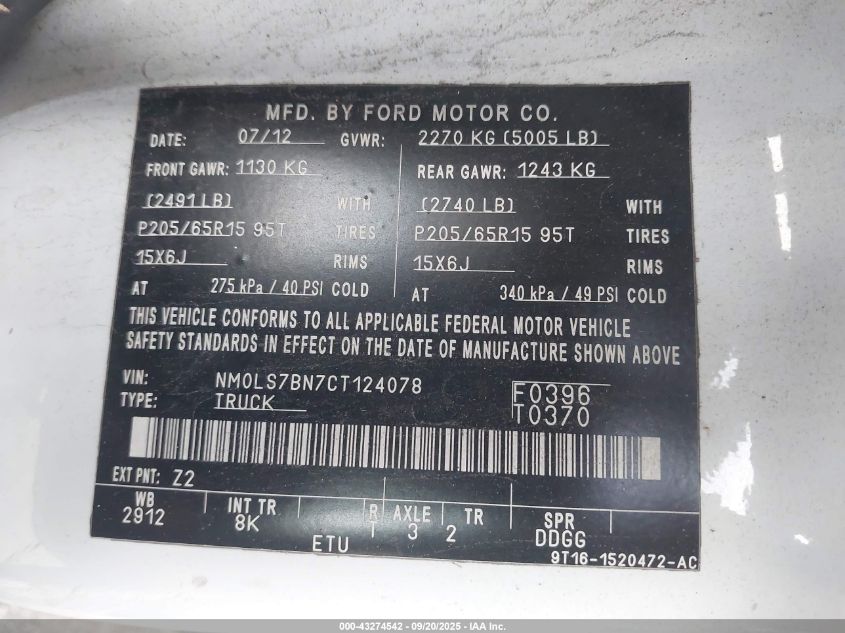 MFD. BY FORD MOTOR CO.
DATE: 07/12 GVWR: 2270 KG (5005 LB)
FRONT GAWR: 1130 KG REAR GAWR: 1243 KG
(2491 LB) WITH (2740 LB) WITH
P205/65R15 95T TIRES P205/65R15 95T TIRES
15X6J RIMS 15X6J RIMS
AT 275 kPa / 40 PSI COLD AT 340 kPa / 49 PSI COLD
THIS VEHICLE CONFORMS TO ALL APPLICABLE FEDERAL MOTOR VEHICLE
SAFETY STANDARDS IN EFFECT ON THE DATE OF MANUFACTURE SHOWN ABOVE
VIN: NM0LS7BN7CT124078 F0396
TYPE: TRUCK T0370
EXT PNT: Z2
WB INT TR R AXLE TR SPR
2912 8K T 3 2 DDGG
ETU 9T16-1520472-AC
000-43274542 - 09/20/2025 - IAA Inc.